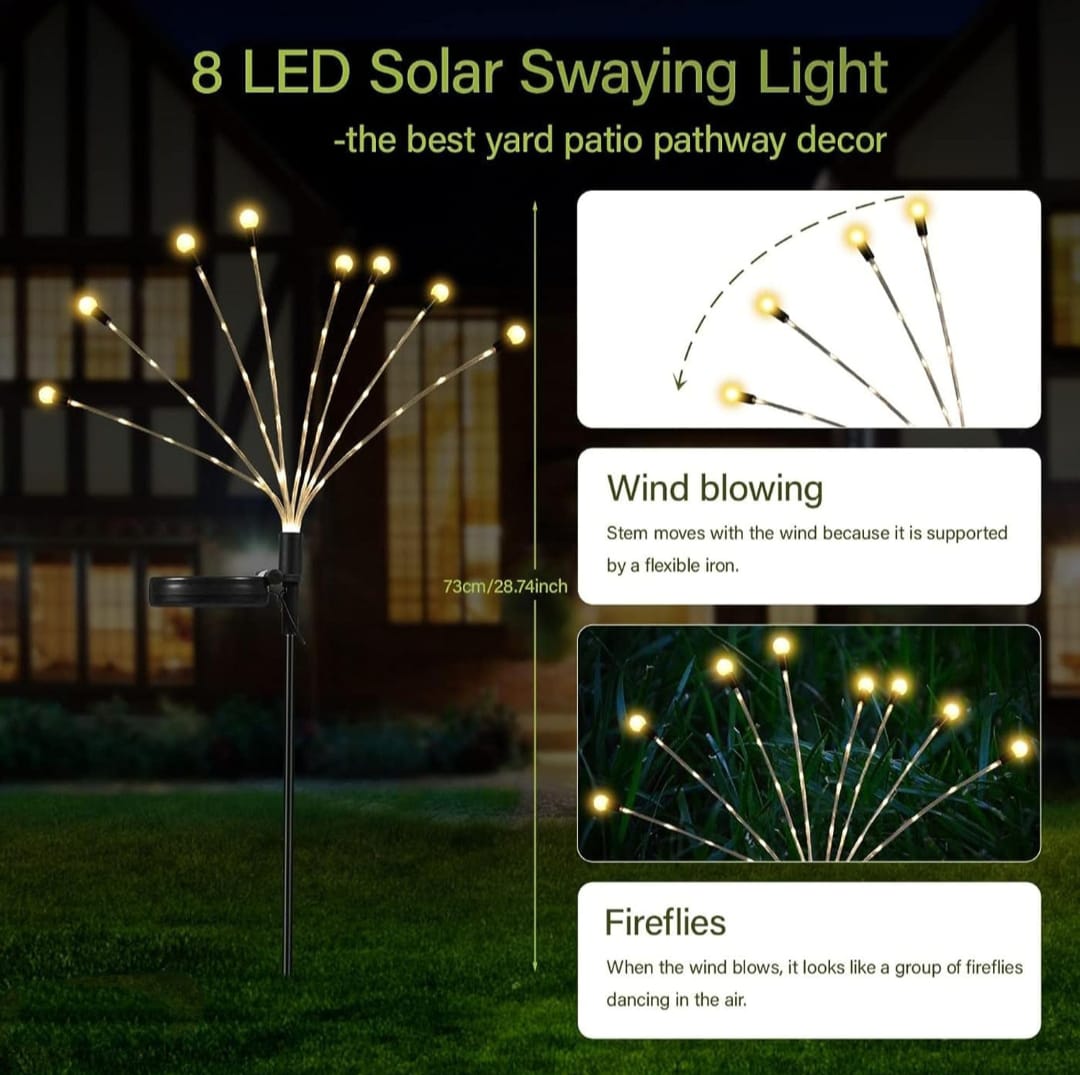 8 LED Solar Swaying Light
-the best yard patio pathway decor
73cm/28.74inch
Wind blowing
Stem moves with the wind because it is supported
by a flexible iron.
Fireflies
When the wind blows, it looks like a group of fireflies
dancing in the air.